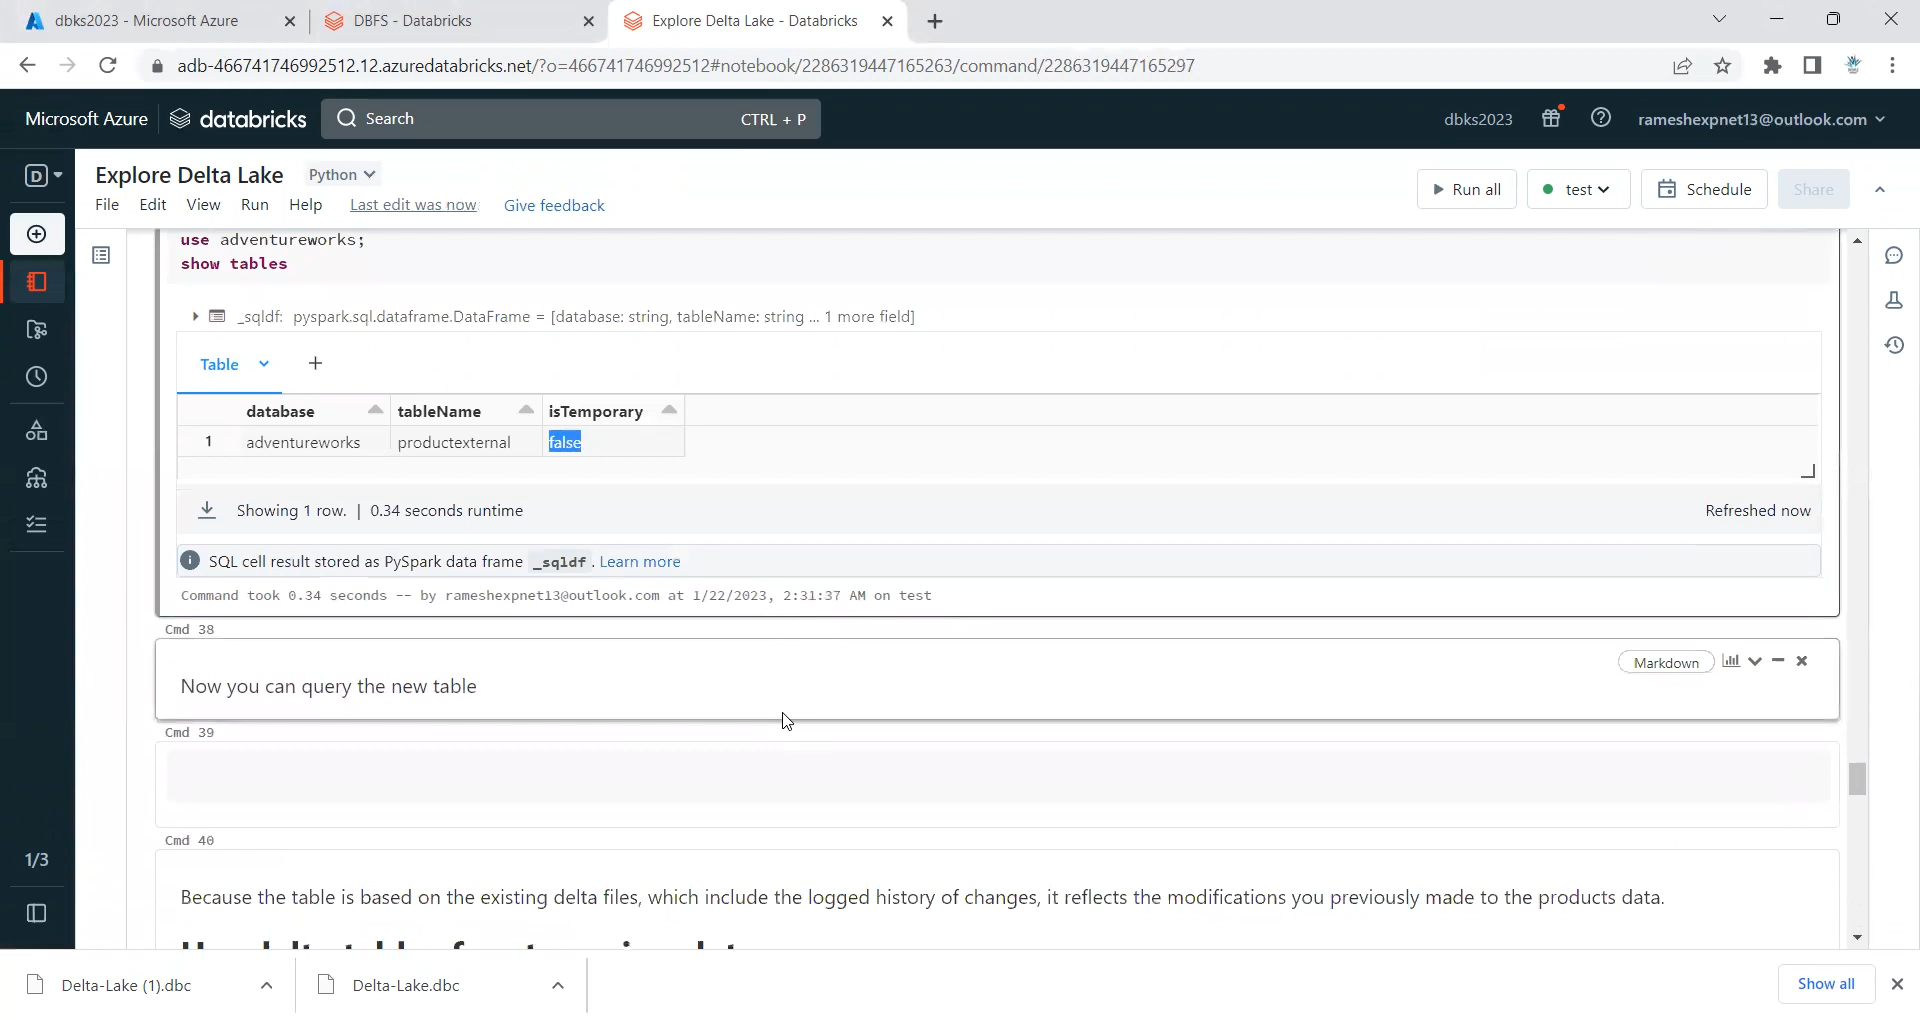 dbks2023 - Microsoft Azure
DBFS - Databricks
Explore Delta Lake - Databricks
adb-466741746992512.12.azuredatabricks.net/?o=466741746992512#notebook/2286319447165263/command/2286319447165297
Microsoft Azure
databricks
Search
CTRL + P
dbks2023
rameshexpnet13@outlook.com
D
Explore Delta Lake
Python
File Edit View Run Help Last edit was now Give feedback
Run all
test
Schedule
Share
use adventureworks;
show tables
_sqldf: pyspark.sql.dataframe.DataFrame = [database: string, tableName: string ... 1 more field]
Table
+
database tableName isTemporary
1 adventureworks productexternal false
Showing 1 row. | 0.34 seconds runtime
Refreshed now
SQL cell result stored as PySpark data frame _sqldf . Learn more
Command took 0.34 seconds -- by rameshexpnet13@outlook.com at 1/22/2023, 2:31:37 AM on test
Cmd 38
Markdown
Now you can query the new table
Cmd 39
Cmd 40
1/3
Because the table is based on the existing delta files, which include the logged history of changes, it reflects the modifications you previously made to the products data.
Delta-Lake (1).dbc
Delta-Lake.dbc
Show all